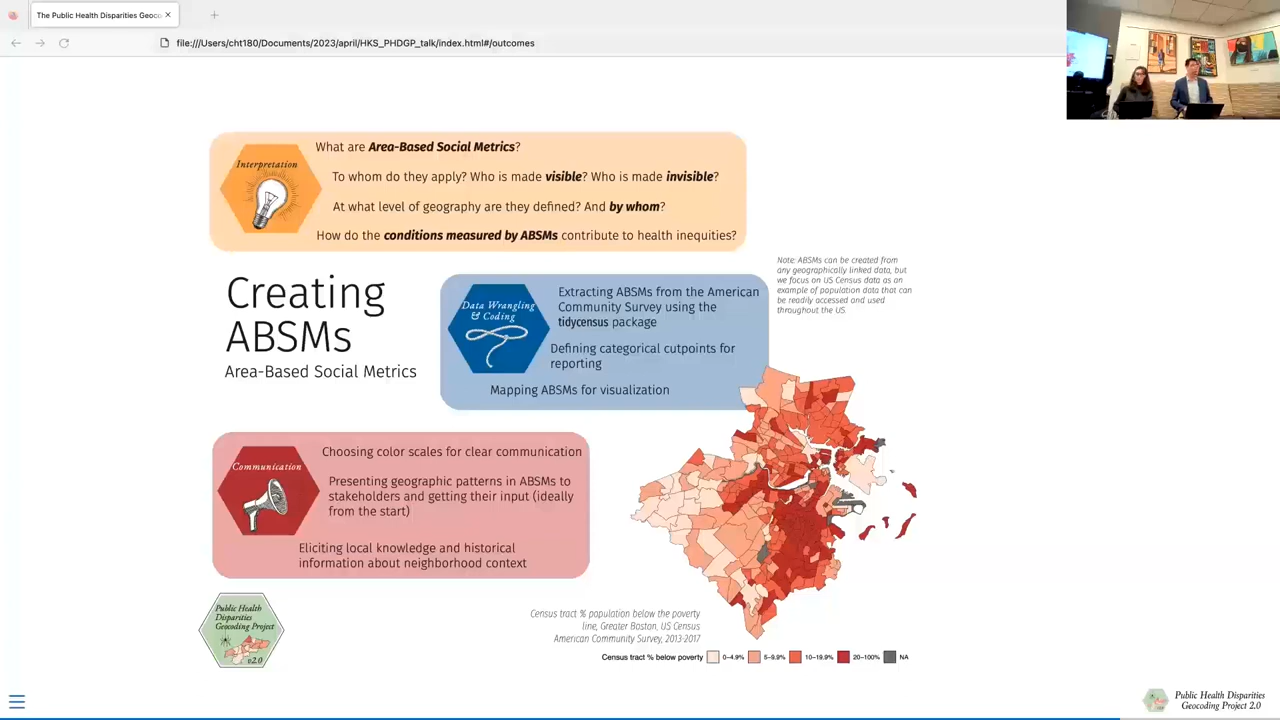 The Public Health Disparities Geoco
file:///Users/cht180/Documents/2023/april/HKS_PHDGP_talk/index.html#/outcomes
Interpretation
What are Area-Based Social Metrics?
To whom do they apply? Who is made visible? Who is made invisible?
At what level of geography are they defined? And by whom?
How do the conditions measured by ABSMs contribute to health inequities?
Note: ABSMs can be created from
any geographically linked data, but
we focus on US Census data as an
example of population data that can
be readily accessed and used
throughout the US.
Creating
ABSMs
Area-Based Social Metrics
Data Wrangling
& Coding
Extracting ABSMs from the American
Community Survey using the
tidycensus package
Defining categorical cutpoints for
reporting
Mapping ABSMs for visualization
Communication
Choosing color scales for clear communication
Presenting geographic patterns in ABSMs to
stakeholders and getting their input (ideally
from the start)
Eliciting local knowledge and historical
information about neighborhood context
Public Health
Disparities
Geocoding Project
v2.0
Census tract % population below the poverty
line, Greater Boston, US Census
American Community Survey, 2013-2017
Census tract % below poverty 0–4.9% 5–9.9% 10–19.9% 20–100% NA
Public Health Disparities
Geocoding Project 2.0